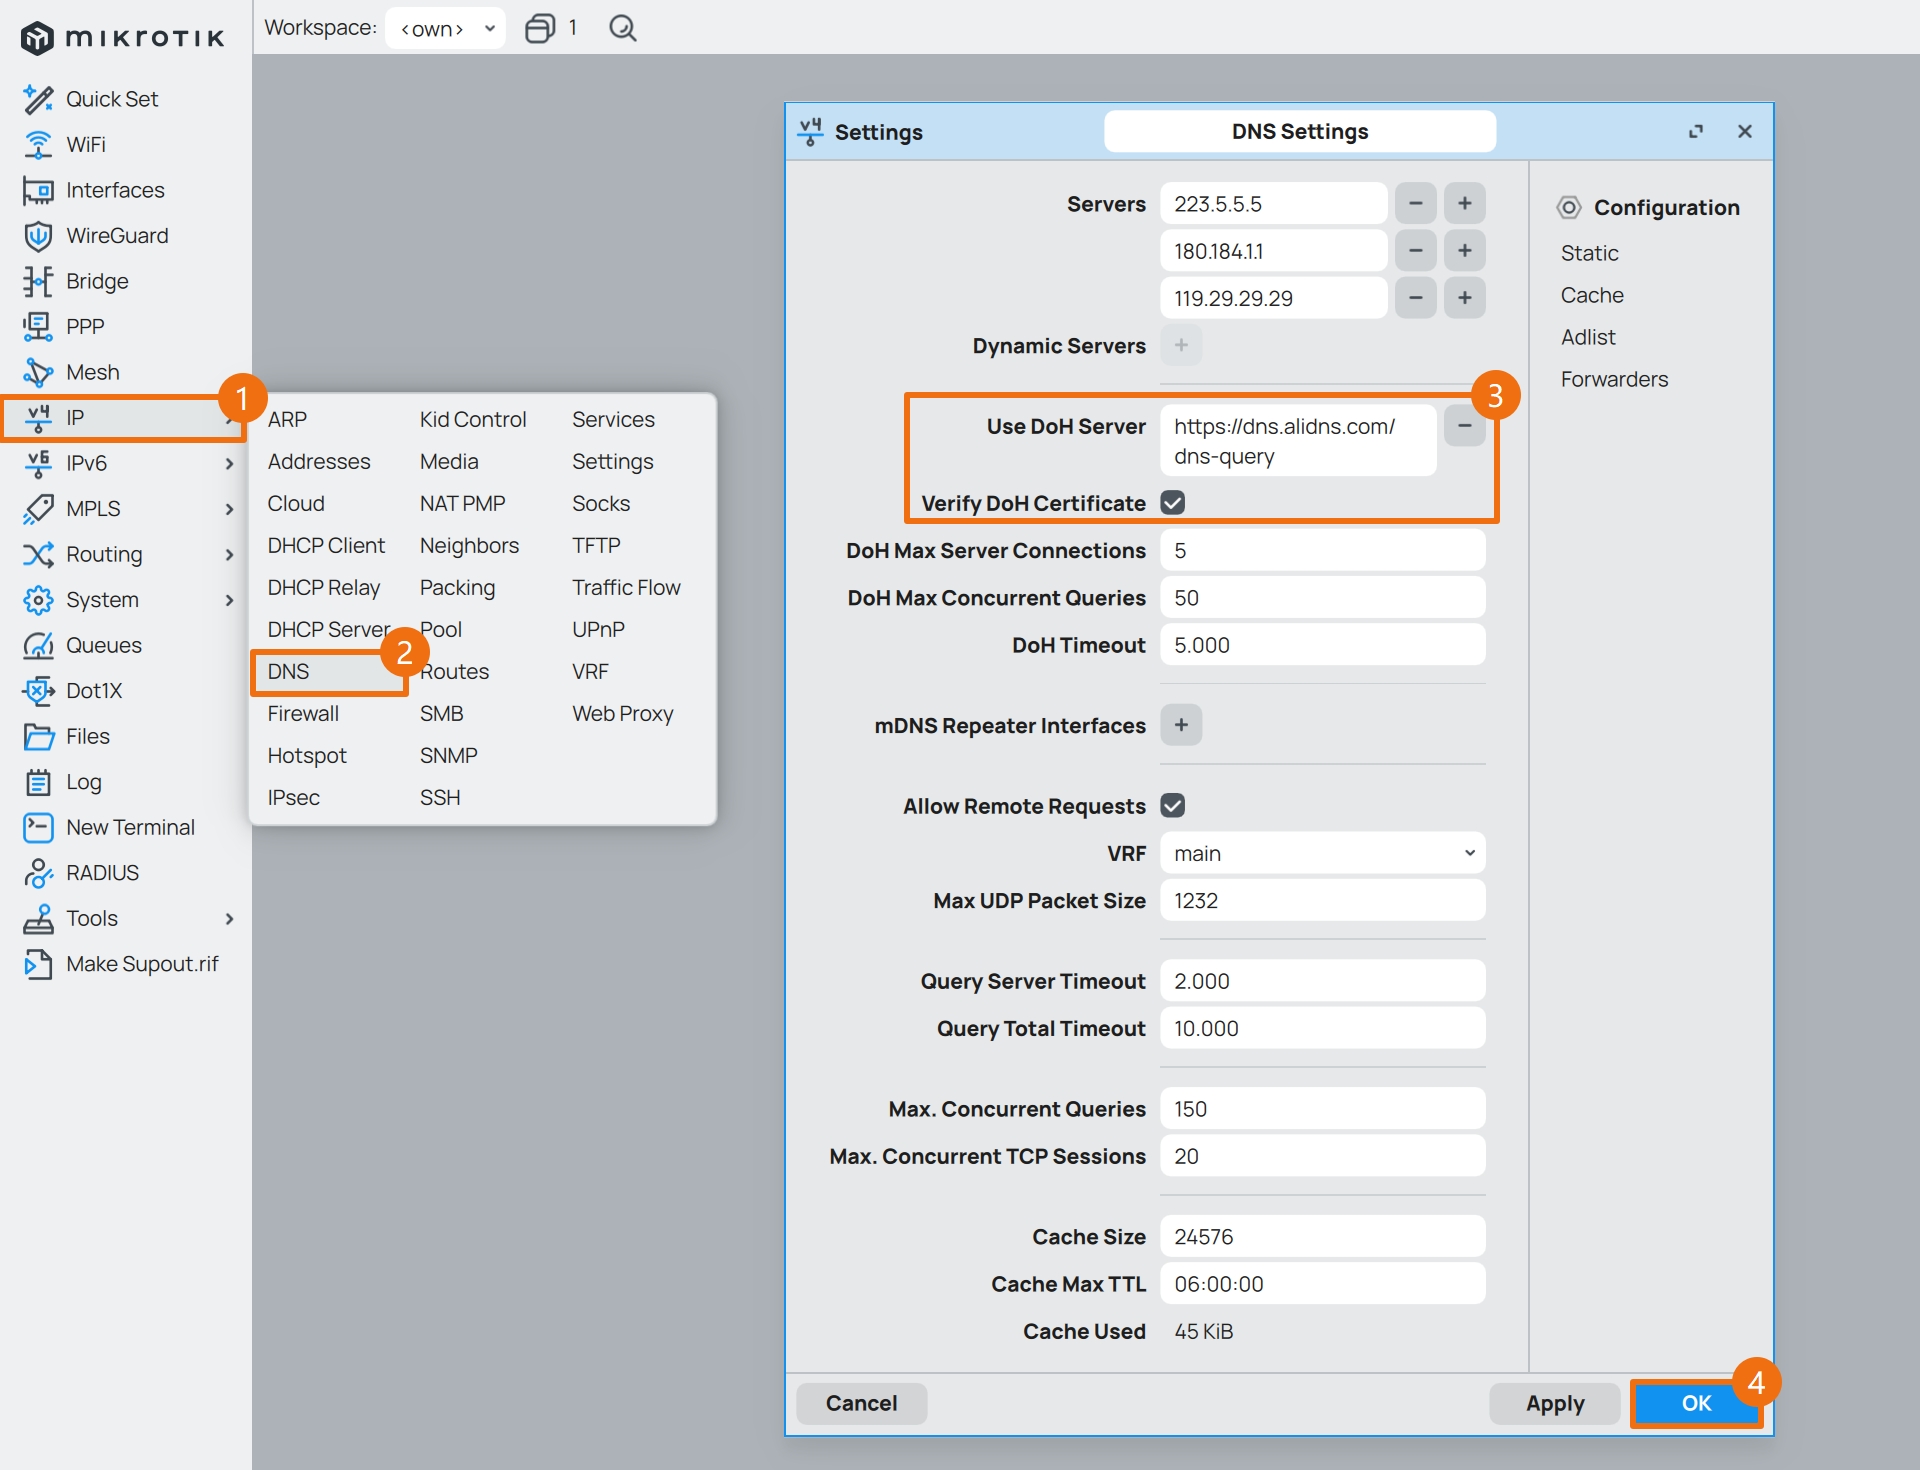 mikrotik
Workspace: <own> 1
Quick Set
WiFi
Interfaces
WireGuard
Bridge
PPP
Mesh
v4 IP
1
v6 IPv6
MPLS
Routing
System
Queues
Dot1X
Files
Log
New Terminal
RADIUS
Tools
Make Supout.rif
ARP Kid Control Services
Addresses Media Settings
Cloud NAT PMP Socks
DHCP Client Neighbors TFTP
DHCP Relay Packing Traffic Flow
DHCP Server Pool UPnP
2
DNS Routes VRF
Firewall SMB Web Proxy
Hotspot SNMP
IPsec SSH
v4 Settings DNS Settings
Servers 223.5.5.5
180.184.1.1
119.29.29.29
Dynamic Servers
3
Use DoH Server https://dns.alidns.com/
dns-query
Verify DoH Certificate
DoH Max Server Connections 5
DoH Max Concurrent Queries 50
DoH Timeout 5.000
mDNS Repeater Interfaces
Allow Remote Requests
VRF main
Max UDP Packet Size 1232
Query Server Timeout 2.000
Query Total Timeout 10.000
Max. Concurrent Queries 150
Max. Concurrent TCP Sessions 20
Cache Size 24576
Cache Max TTL 06:00:00
Cache Used 45 KiB
Configuration
Static
Cache
Adlist
Forwarders
Cancel Apply OK
4